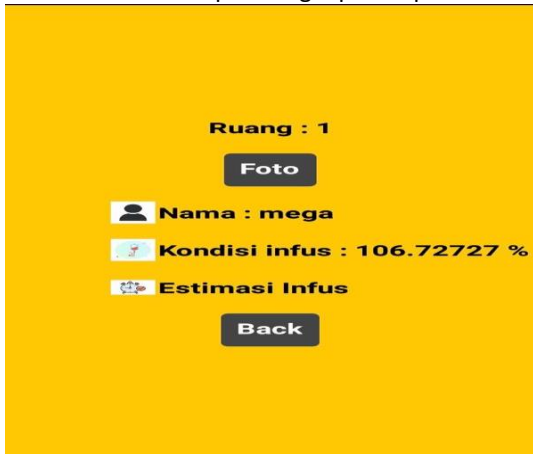 Ruang : 1
Foto
Nama : mega
Kondisi infus : 106.72727 %
Estimasi Infus
Back